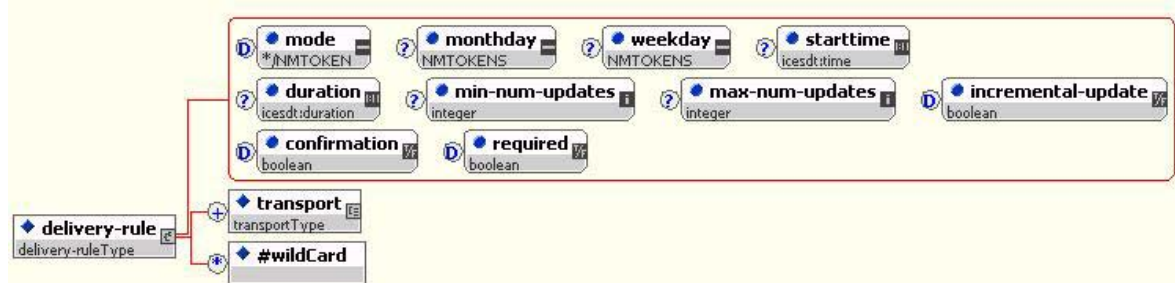 D mode ? monthday ? weekday ? starttime
*/NMTOKEN NMTOKENS NMTOKENS icesdt:time
? duration ? min-num-updates i ? max-num-updates i D incremental-update T/F
icesdt:duration integer integer boolean
D confirmation T/F D required T/F
boolean boolean
+ transport
transportType
delivery-rule
delivery-ruleType
* #wildCard